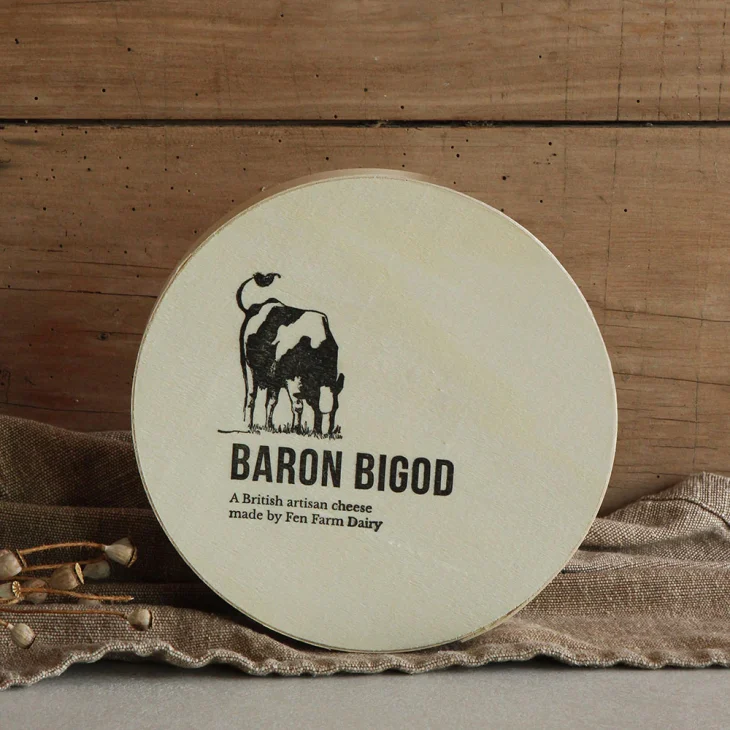 BARON BIGOD
A British artisan cheese
made by Fen Farm Dairy